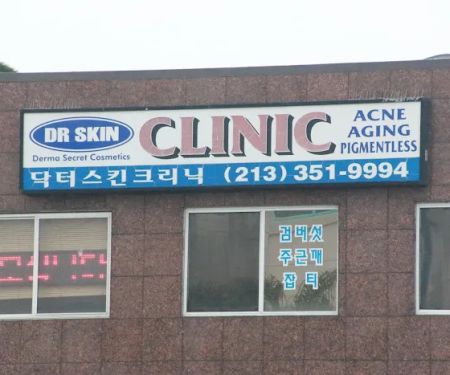 DR SKIN
Derma Secret Cosmetics
CLINIC
ACNE
AGING
PIGMENTLESS
닥터스킨크리닉 (213) 351-9994
검버섯
주근깨
잡티